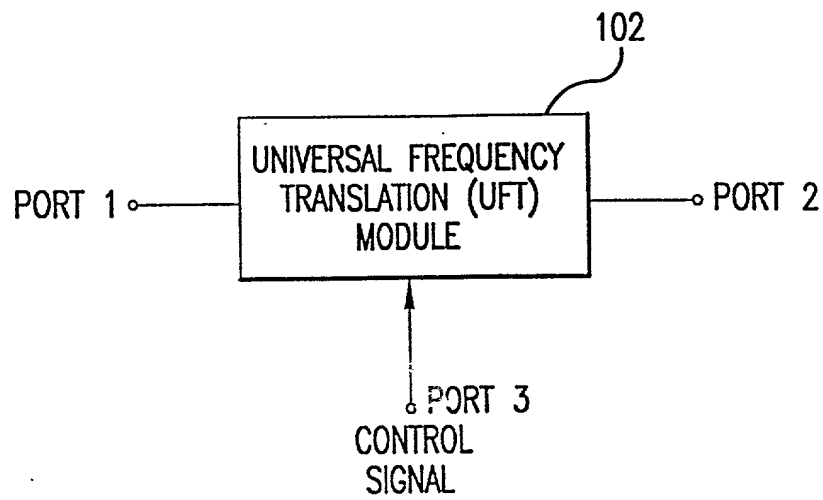 102
UNIVERSAL FREQUENCY
TRANSLATION (UFT)
MODULE
PORT 1
PORT 2
PORT 3
CONTROL
SIGNAL